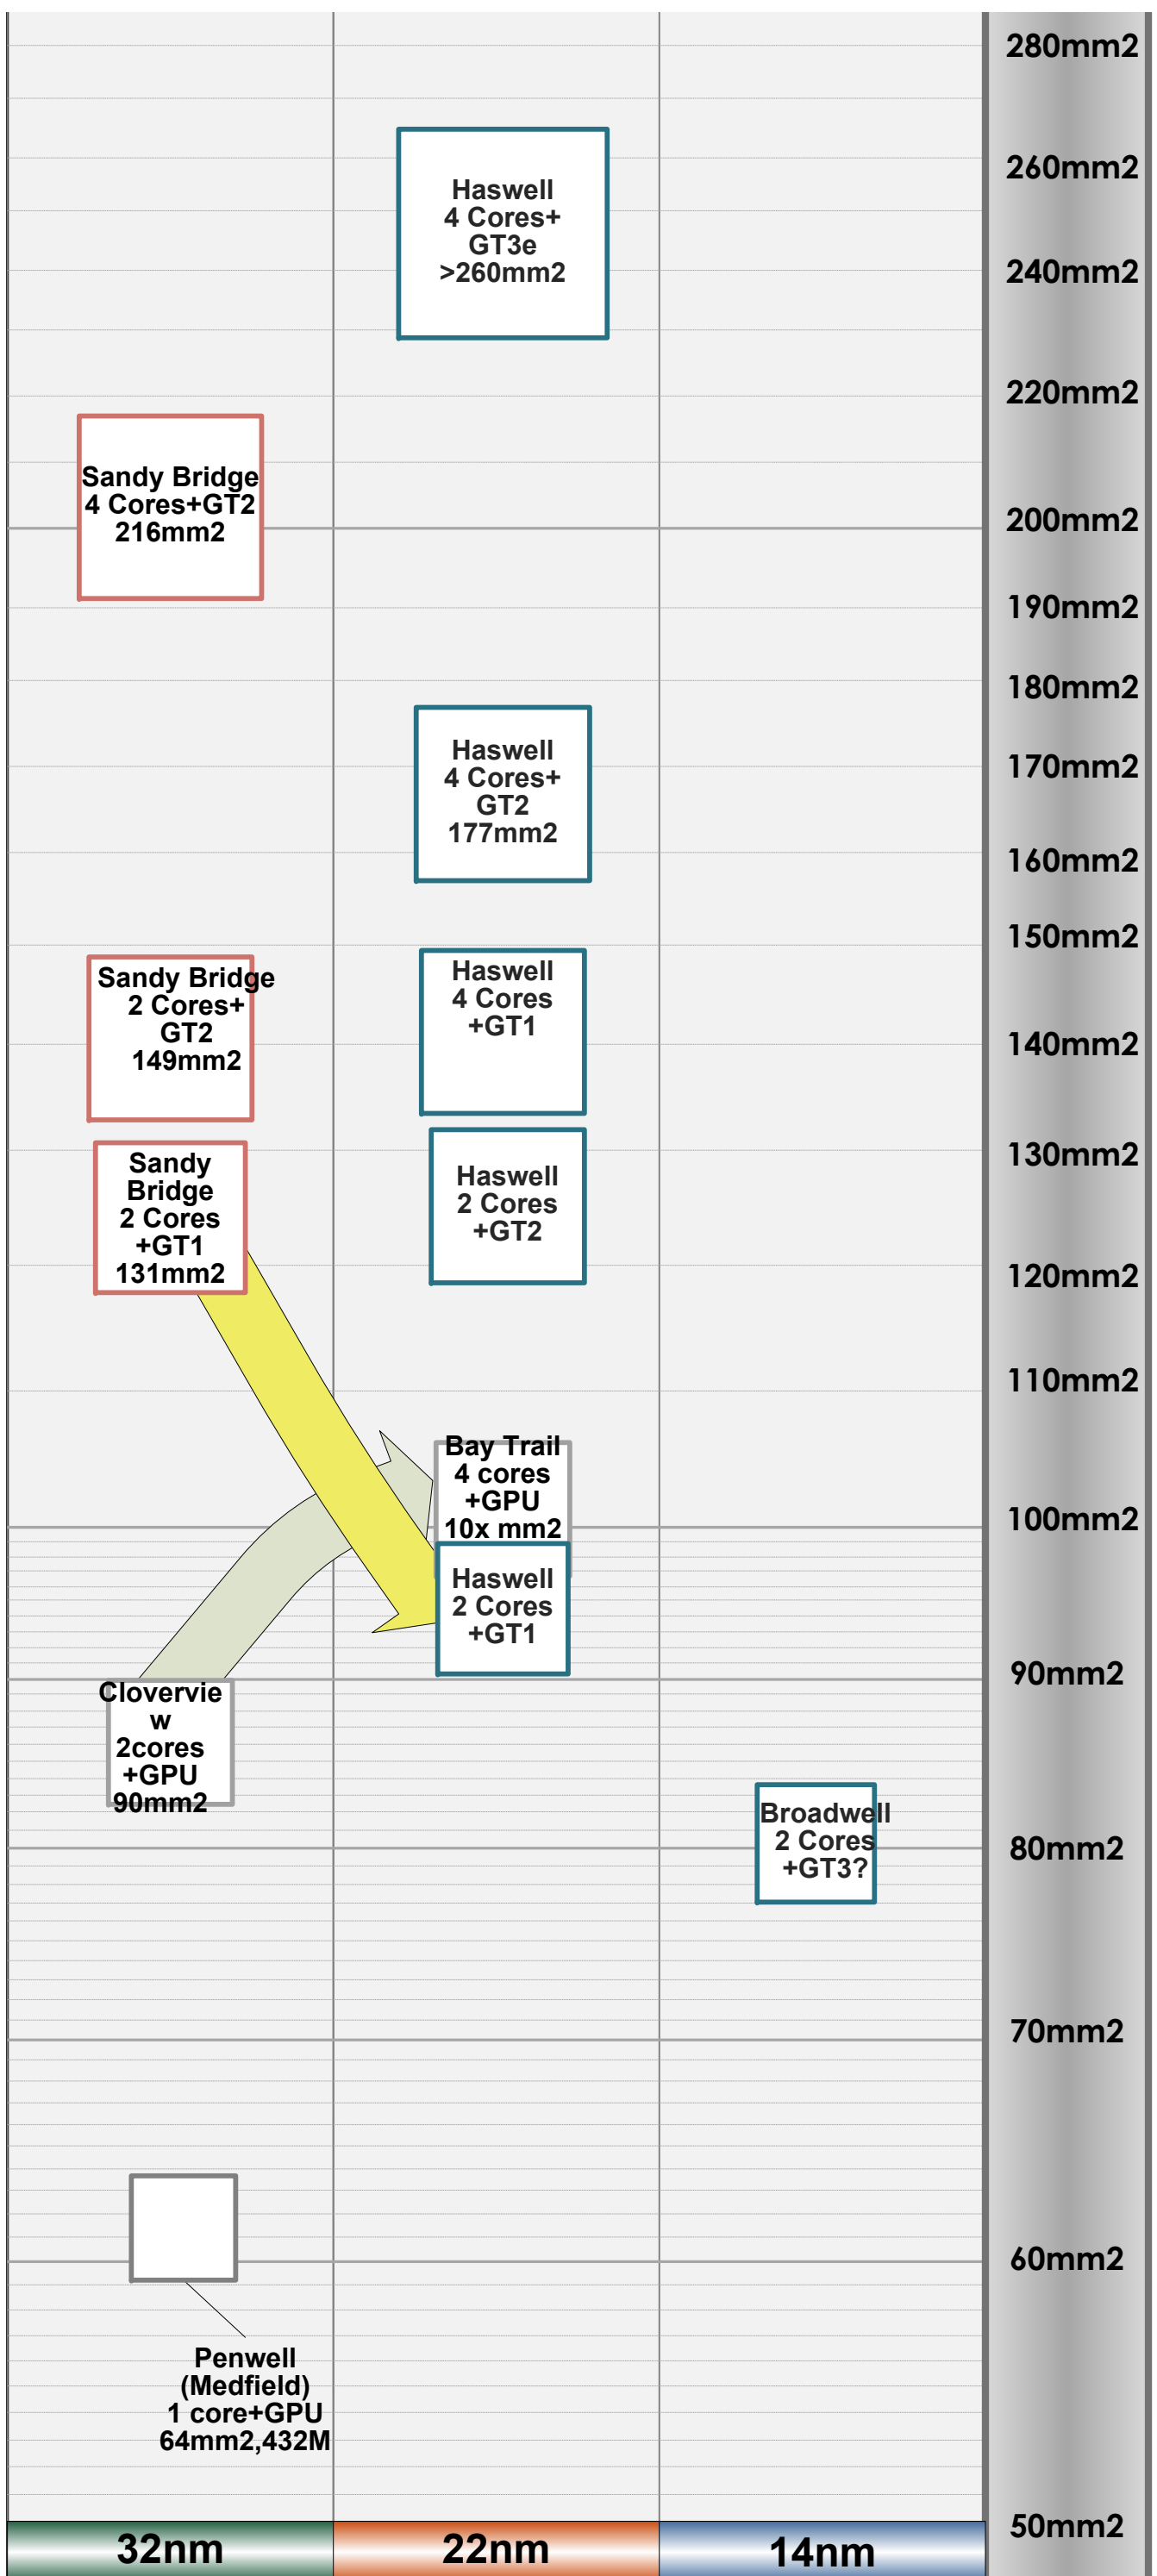 280mm2
260mm2
Haswell
4 Cores+
GT3e
>260mm2
240mm2
220mm2
Sandy Bridge
4 Cores+GT2
216mm2
200mm2
190mm2
180mm2
Haswell
4 Cores+
GT2
177mm2
170mm2
160mm2
150mm2
Sandy Bridge
2 Cores+
GT2
149mm2
Haswell
4 Cores
+GT1
140mm2
130mm2
Sandy
Bridge
2 Cores
+GT1
131mm2
Haswell
2 Cores
+GT2
120mm2
110mm2
Bay Trail
4 cores
+GPU
10x mm2
100mm2
Haswell
2 Cores
+GT1
90mm2
Clovervie
w
2cores
+GPU
90mm2
Broadwell
2 Cores
+GT3?
80mm2
70mm2
60mm2
Penwell
(Medfield)
1 core+GPU
64mm2,432M
50mm2
32nm
22nm
14nm